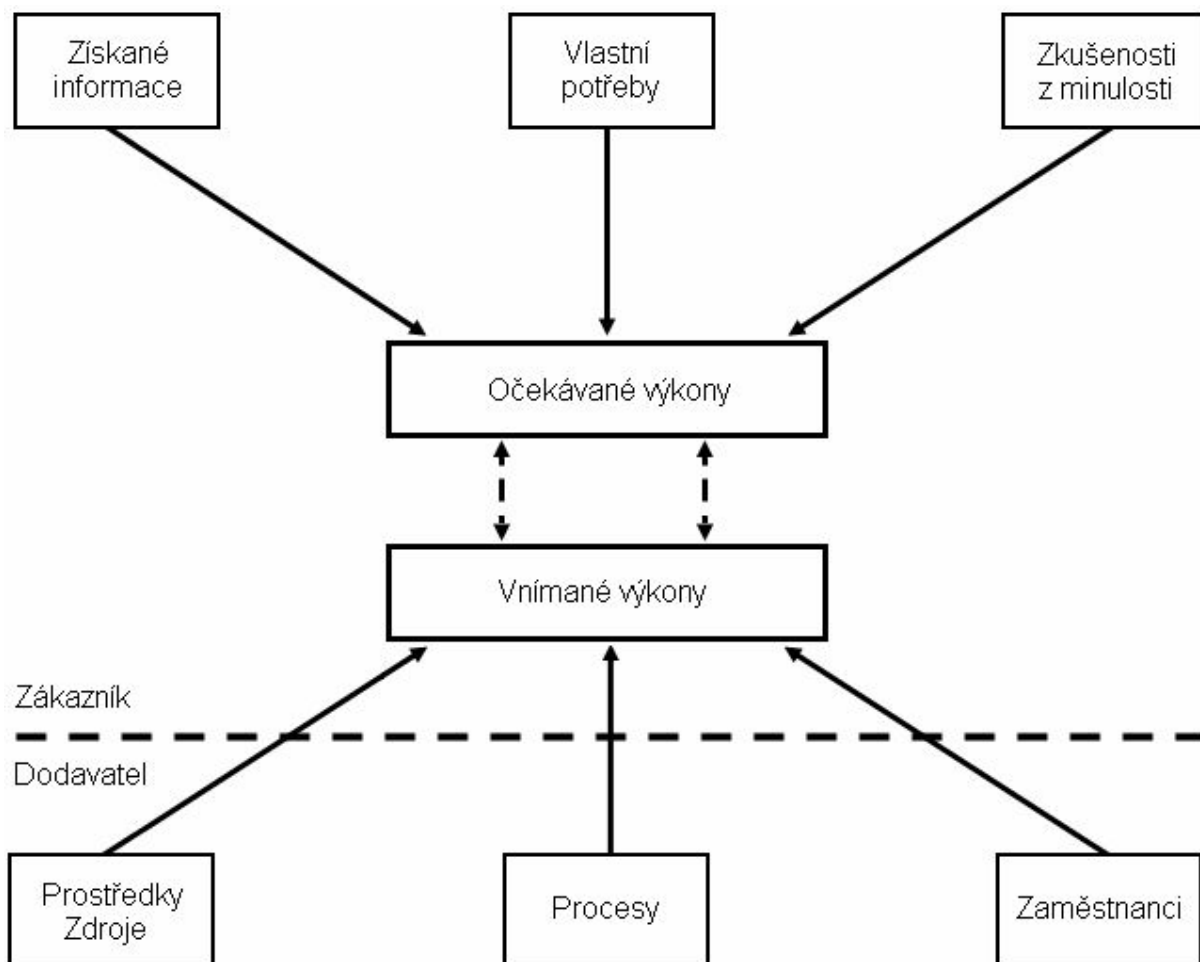 Získané
informace
Vlastní
potřeby
Zkušenosti
z minulosti
Očekávané výkony
Vnímané výkony
Zákazník
Dodavatel
Prostředky
Zdroje
Procesy
Zaměstnanci